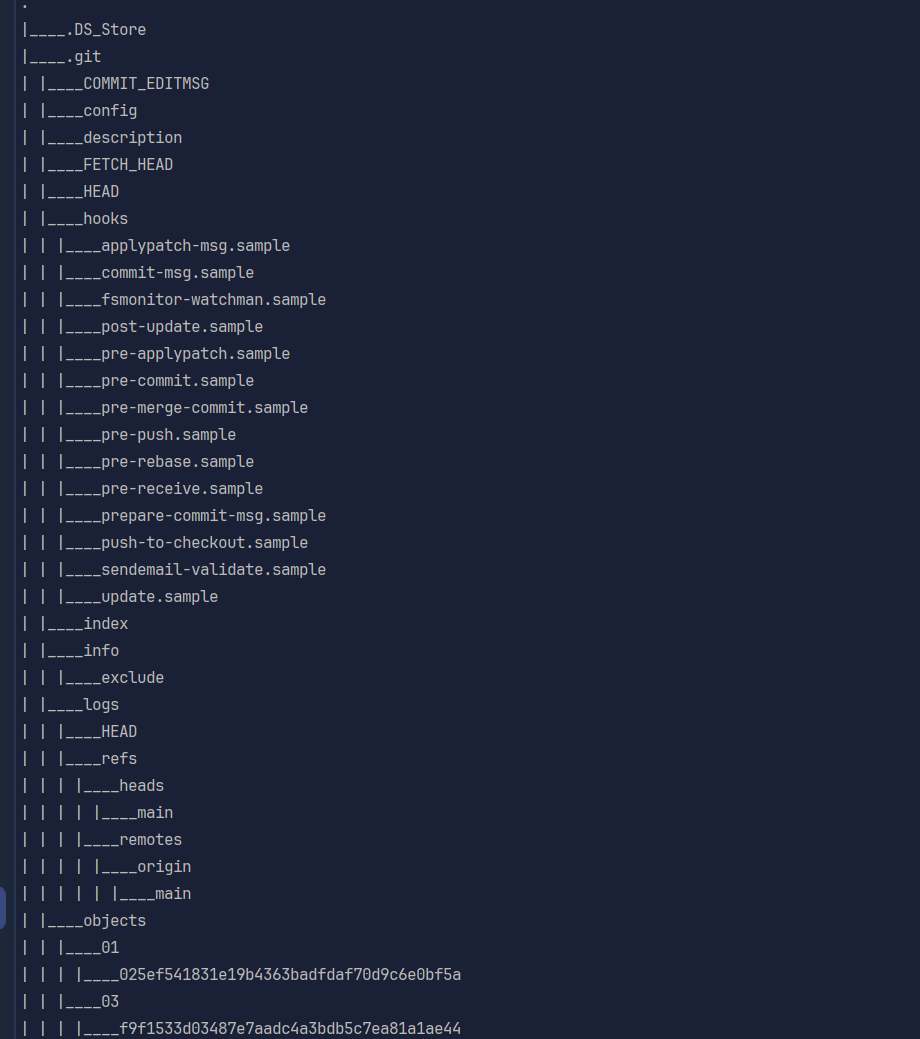 .
|____.DS_Store
|____.git
| |____COMMIT_EDITMSG
| |____config
| |____description
| |____FETCH_HEAD
| |____HEAD
| |____hooks
| | |____applypatch-msg.sample
| | |____commit-msg.sample
| | |____fsmonitor-watchman.sample
| | |____post-update.sample
| | |____pre-applypatch.sample
| | |____pre-commit.sample
| | |____pre-merge-commit.sample
| | |____pre-push.sample
| | |____pre-rebase.sample
| | |____pre-receive.sample
| | |____prepare-commit-msg.sample
| | |____push-to-checkout.sample
| | |____sendemail-validate.sample
| | |____update.sample
| |____index
| |____info
| | |____exclude
| |____logs
| | |____HEAD
| | |____refs
| | | |____heads
| | | | |____main
| | | |____remotes
| | | | |____origin
| | | | | |____main
| |____objects
| | |____01
| | | |____025ef541831e19b4363badfdaf70d9c6e0bf5a
| | |____03
| | | |____f9f1533d03487e7aadc4a3bdb5c7ea81a1ae44